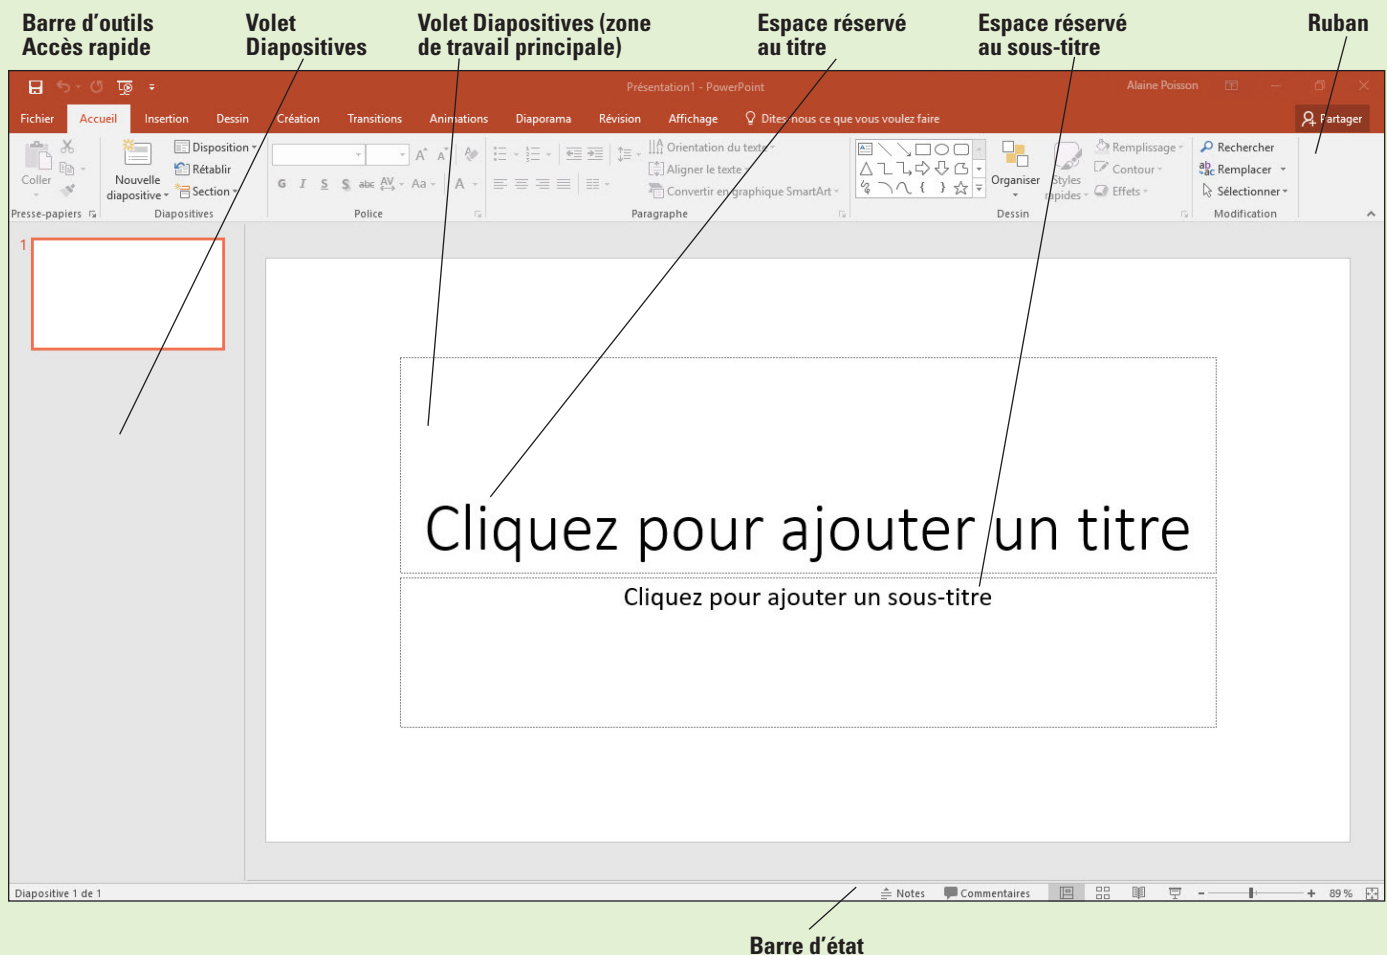 Barre d’outils
Accès rapide
Volet
Diapositives
Volet Diapositives (zone
de travail principale)
Espace réservé
au titre
Espace réservé
au sous-titre
Ruban
Présentation1 - PowerPoint
Alaine Poisson
Fichier Accueil Insertion Dessin Création Transitions Animations Diaporama Révision Affichage Dites-nous ce que vous voulez faire Partager
Coller
Presse-papiers
Nouvelle
diapositive
Disposition
Rétablir
Section
Diapositives
G I S S abc AV Aa A
Police
Orientation du texte
Aligner le texte
Convertir en graphique SmartArt
Paragraphe
Organiser
Styles
rapides
Remplissage
Contour
Effets
Dessin
Rechercher
Remplacer
Sélectionner
Modification
1
Cliquez pour ajouter un titre
Cliquez pour ajouter un sous-titre
Diapositive 1 de 1
Notes Commentaires 89 %
Barre d’état